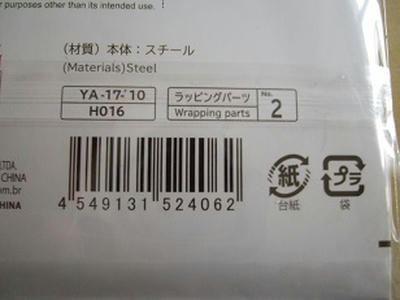 r purposes other than its intended use.
(材質)本体:スチール
(Materials)Steel
YA-17-'10
H016
ラッピングパーツ
Wrapping parts
No.
2
LTDA,
CHINA
m.br
CHINA
4 549131 524062
紙
台紙
プラ
袋